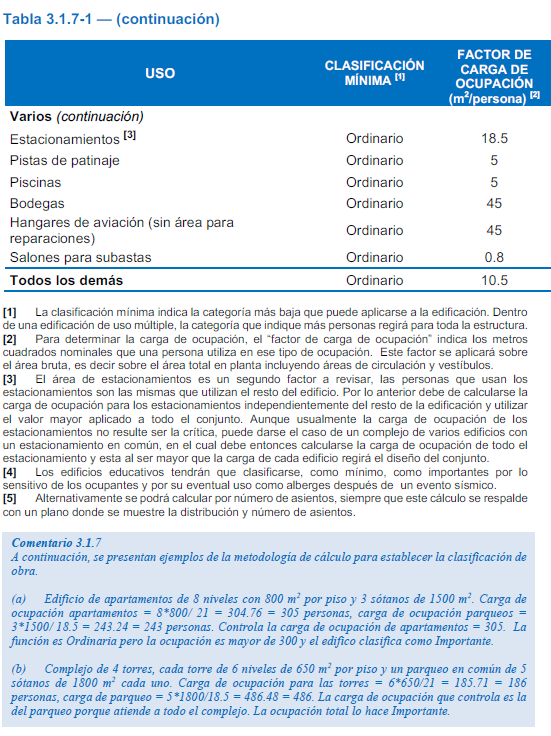 Tabla 3.1.7-1 — (continuación)
USO
CLASIFICACIÓN
MÍNIMA [1]
FACTOR DE
CARGA DE
OCUPACIÓN
(m²/persona) [2]
Varios (continuación)
Estacionamientos [3] Ordinario 18.5
Pistas de patinaje Ordinario 5
Piscinas Ordinario 5
Bodegas Ordinario 45
Hangares de aviación (sin área para
reparaciones) Ordinario 45
Salones para subastas Ordinario 0.8
Todos los demás Ordinario 10.5
[1] La clasificación mínima indica la categoría más baja que puede aplicarse a la edificación. Dentro
de una edificación de uso múltiple, la categoría que indique más personas regirá para toda la estructura.
[2] Para determinar la carga de ocupación, el “factor de carga de ocupación” indica los metros
cuadrados nominales que una persona utiliza en ese tipo de ocupación. Este factor se aplicará sobre
el área bruta, es decir sobre el área total en planta incluyendo áreas de circulación y vestíbulos.
[3] El área de estacionamientos es un segundo factor a revisar, las personas que usan los
estacionamientos son las mismas que utilizan el resto del edificio. Por lo anterior debe de calcularse la
carga de ocupación para los estacionamientos independientemente del resto de la edificación y utilizar
el valor mayor aplicado a todo el conjunto. Aunque usualmente la carga de ocupación de los
estacionamientos no resulte ser la crítica, puede darse el caso de un complejo de varios edificios con
un estacionamiento en común, en el cual debe entonces calcularse la carga de ocupación de todo el
estacionamiento y esta al ser mayor que la carga de cada edificio regirá el diseño del conjunto.
[4] Los edificios educativos tendrán que clasificarse, como mínimo, como importantes por lo
sensitivo de los ocupantes y por su eventual uso como alberges después de un evento sísmico.
[5] Alternativamente se podrá calcular por número de asientos, siempre que este cálculo se respalde
con un plano donde se muestre la distribución y número de asientos.
Comentario 3.1.7
A continuación, se presentan ejemplos de la metodología de cálculo para establecer la clasificación de
obra.
(a) Edificio de apartamentos de 8 niveles con 800 m² por piso y 3 sótanos de 1500 m². Carga de
ocupación apartamentos = 8*800/ 21 = 304.76 = 305 personas, carga de ocupación parqueos =
3*1500/ 18.5 = 243.24 = 243 personas. Controla la carga de ocupación de apartamentos = 305. La
función es Ordinaria pero la ocupación es mayor de 300 y el edifico clasifica como Importante.
(b) Complejo de 4 torres, cada torre de 6 niveles de 650 m² por piso y un parqueo en común de 5
sótanos de 1800 m² cada uno. Carga de ocupación para las torres = 6*650/21 = 185.71 = 186
personas, carga de parqueo = 5*1800/18.5 = 486.48 = 486. La carga de ocupación que controla es la
del parqueo porque atiende a todo el complejo. La ocupación total lo hace Importante.